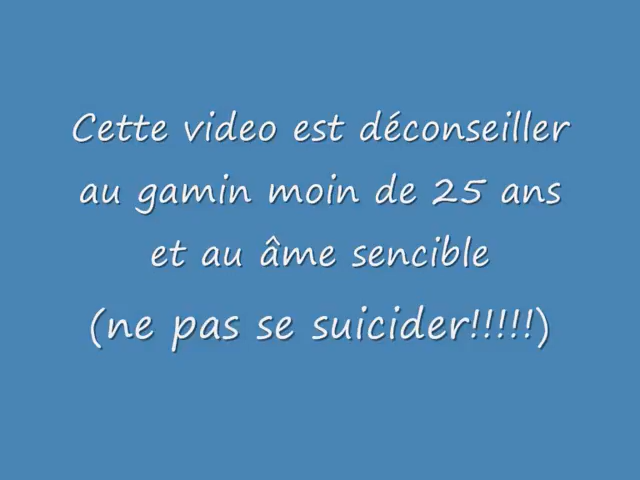 Cette video est déconseiller
au gamin moin de 25 ans
et au âme sencible
(ne pas se suicider!!!!!)